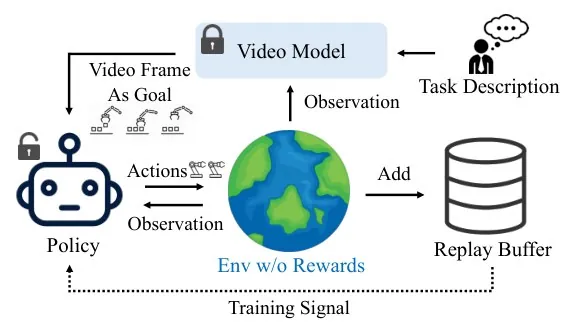 Video Model
Video Frame
As Goal
Observation
Task Description
Actions
Observation
Add
Policy
Env w/o Rewards
Replay Buffer
Training Signal